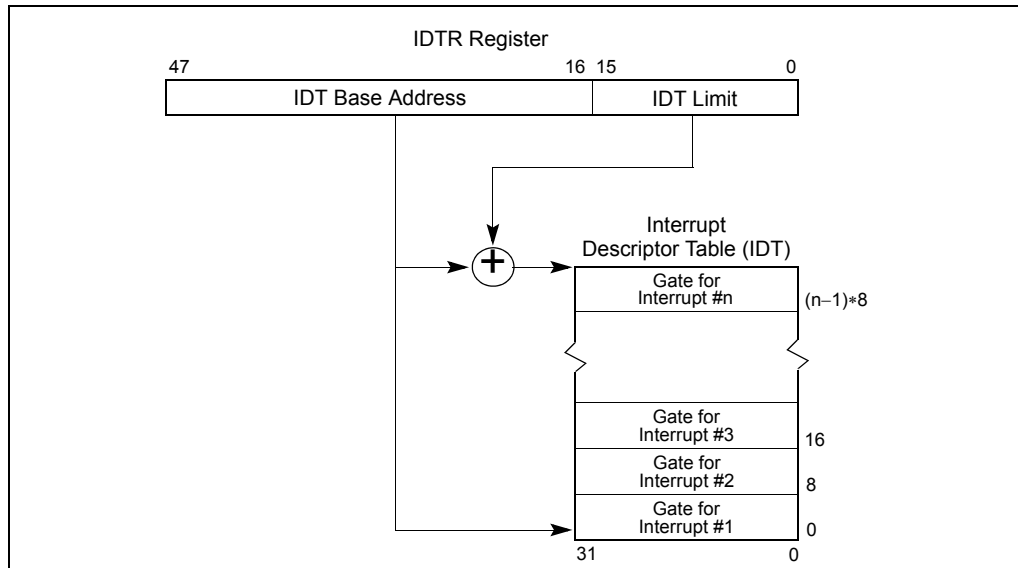 IDTR Register
47 16 15 0
IDT Base Address IDT Limit
+
Interrupt
Descriptor Table (IDT)
Gate for
Interrupt #n
(n−1)∗8
Gate for
Interrupt #3
16
Gate for
Interrupt #2
8
Gate for
Interrupt #1
0
31 0